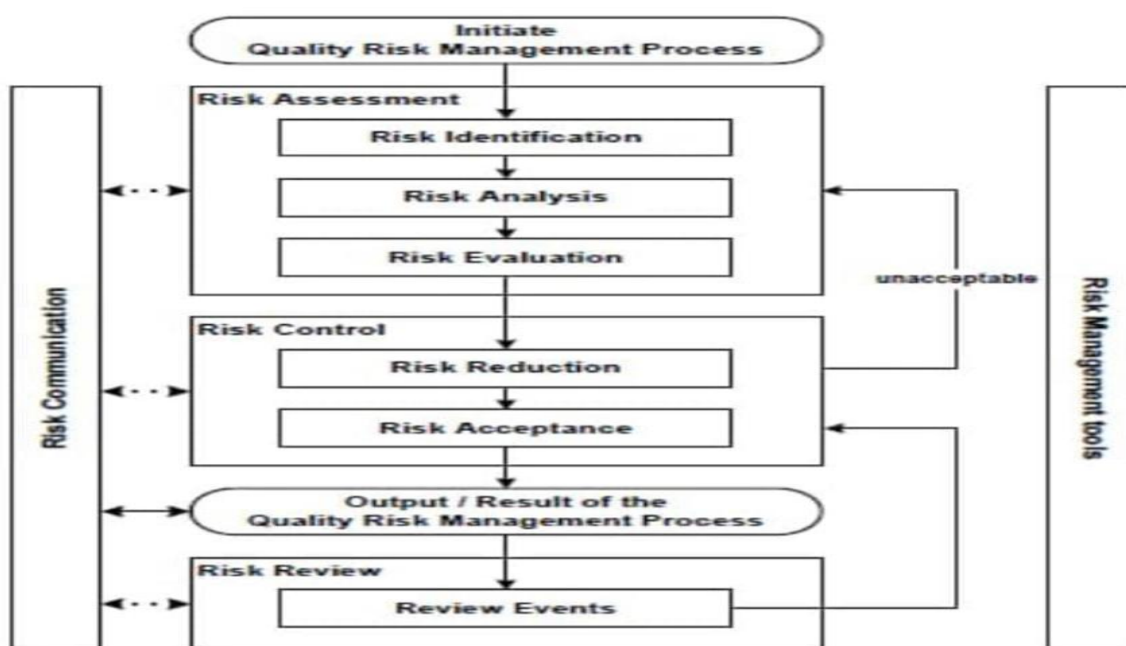 Initiate
Quality Risk Management Process
Risk Assessment
Risk Identification
Risk Analysis
Risk Evaluation
unacceptable
Risk Control
Risk Reduction
Risk Acceptance
Output / Result of the
Quality Risk Management Process
Risk Review
Review Events
Risk Communication
Risk Management tools